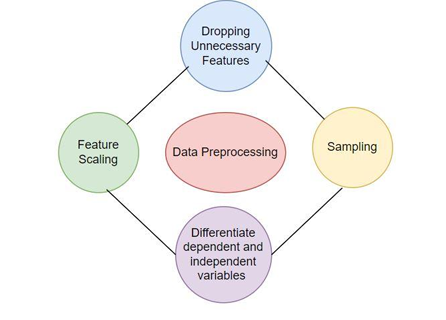 Dropping
Unnecessary
Features
Feature
Scaling
Data Preprocessing
Sampling
Differentiate
dependent and
independent
variables